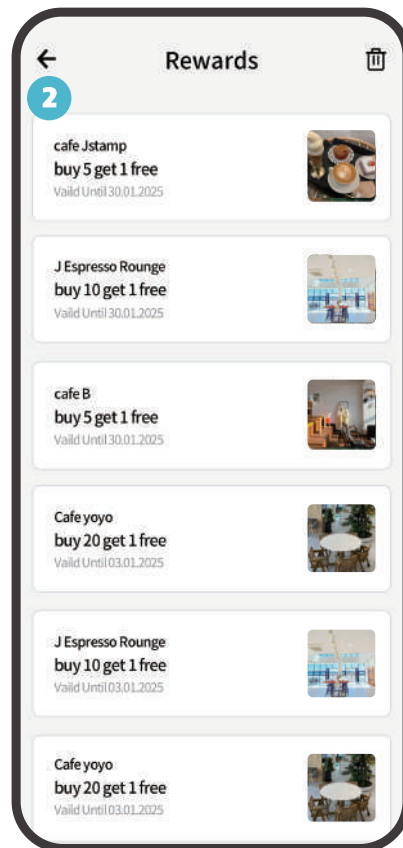 Rewards
2
cafe Jstamp
buy 5 get 1 free
Vaild Until 30.01.2025
J Espresso Rounge
buy 10 get 1 free
Vaild Until 30.01.2025
cafe B
buy 5 get 1 free
Vaild Until 30.01.2025
Cafe yoyo
buy 20 get 1 free
Vaild Until 03.01.2025
J Espresso Rounge
buy 10 get 1 free
Vaild Until 03.01.2025
Cafe yoyo
buy 20 get 1 free
Vaild Until 03.01.2025